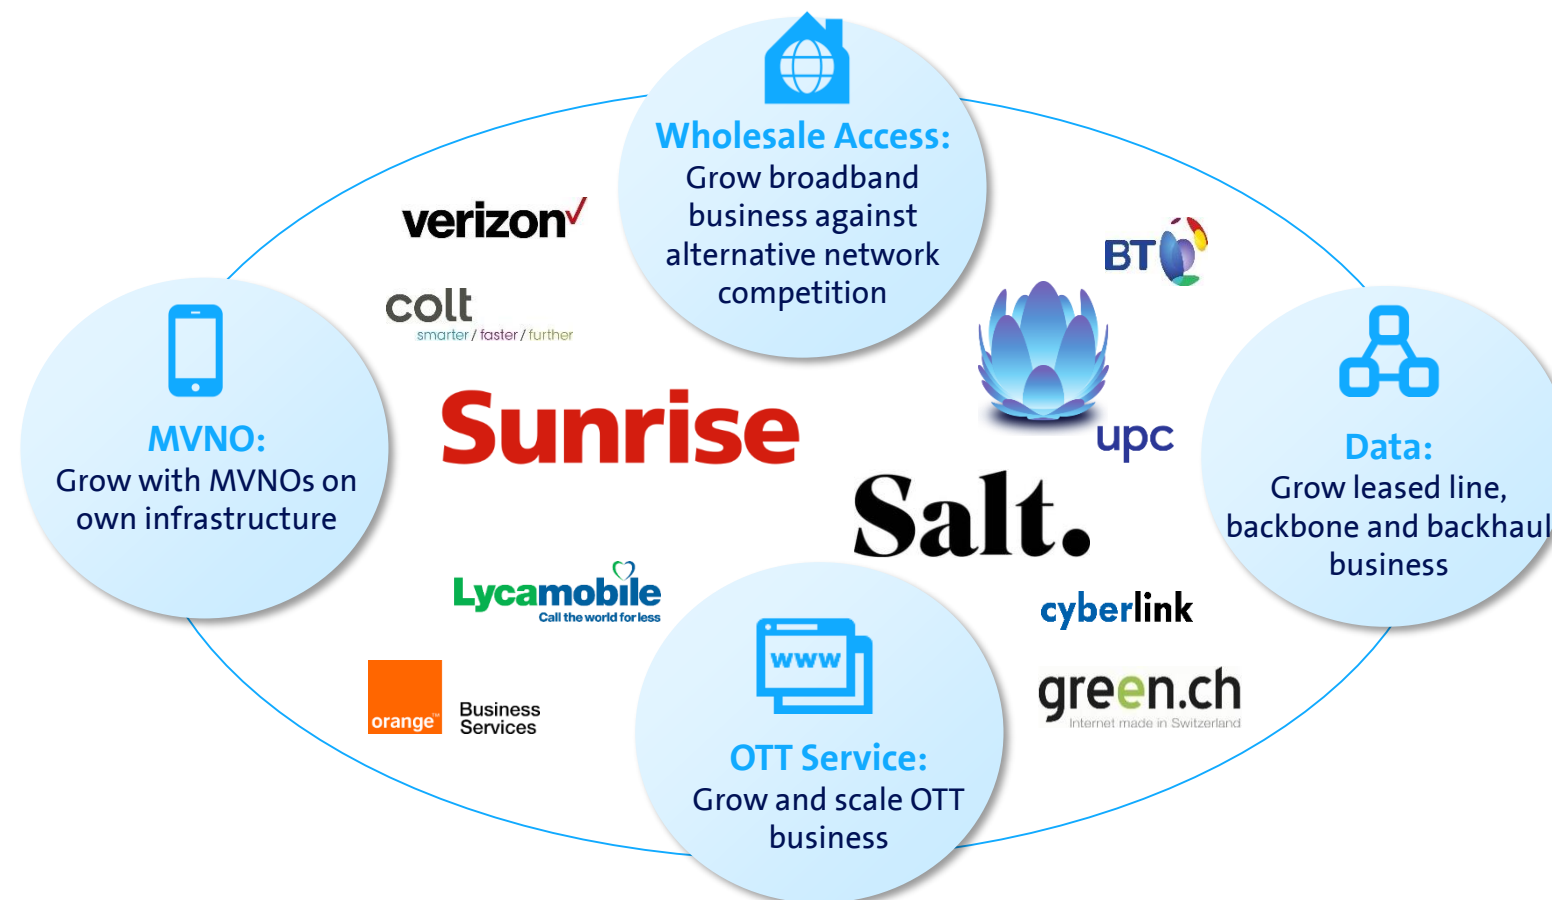 Wholesale Access:
Grow broadband
business against
alternative network
competition
verizon
colt
smarter / faster / further
BT
upc
MVNO:
Grow with MVNOs on
own infrastructure
Sunrise
Salt.
Data:
Grow leased line,
backbone and backhaul
business
Lycamobile
Call the world for less
orange™
Business
Services
cyberlink
green.ch
Internet made in Switzerland
www
OTT Service:
Grow and scale OTT
business